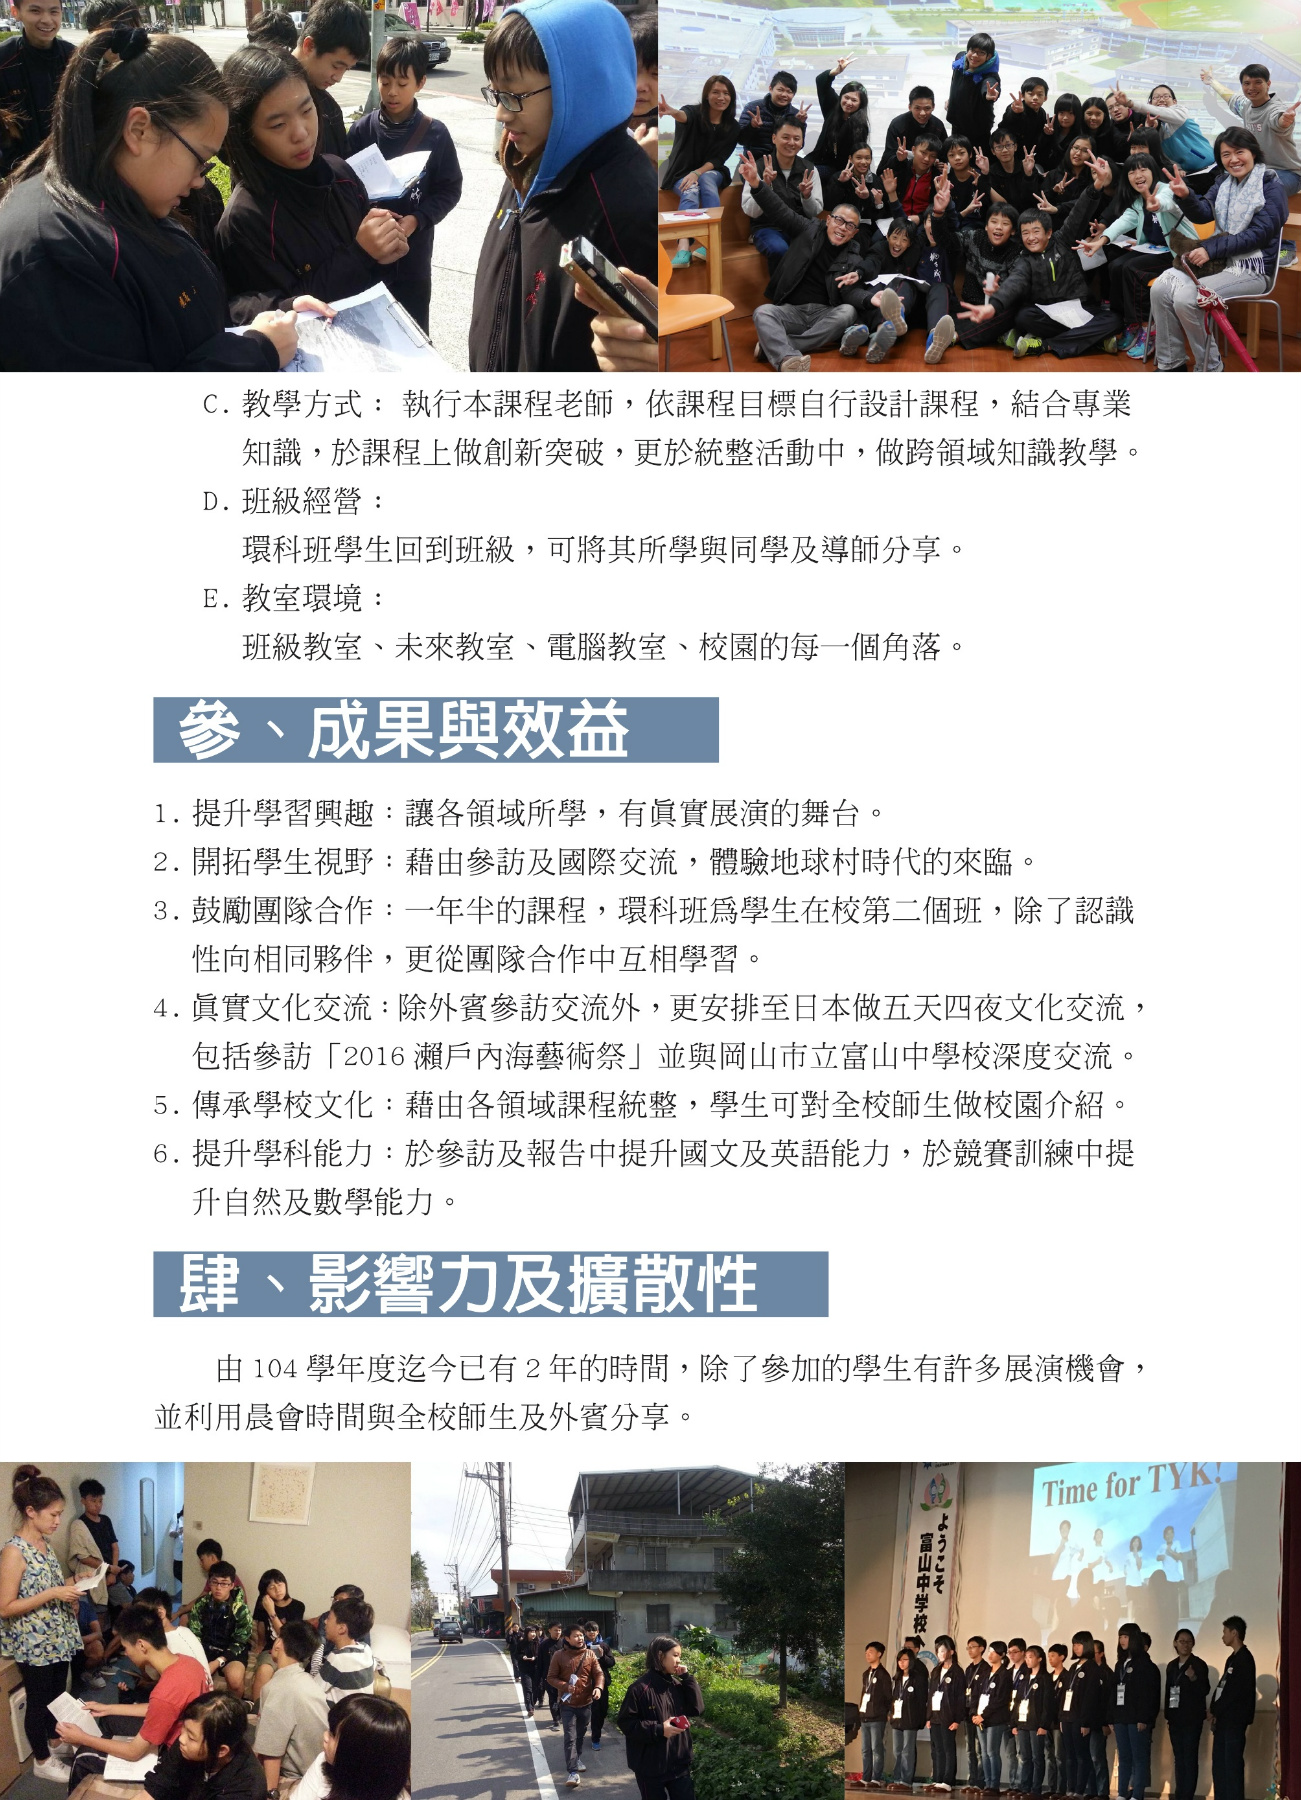 C. 教學方式： 執行本課程老師，依課程目標自行設計課程，結合專業
知識，於課程上做創新突破，更於統整活動中，做跨領域知識教學。
D. 班級經營：
環科班學生回到班級，可將其所學與同學及導師分享。
E. 教室環境：
班級教室、未來教室、電腦教室、校園的每一個角落。
參、成果與效益
1. 提升學習興趣：讓各領域所學，有眞實展演的舞台。
2. 開拓學生視野：藉由參訪及國際交流，體驗地球村時代的來臨。
3. 鼓勵團隊合作：一年半的課程，環科班爲學生在校第二個班，除了認識
性向相同夥伴，更從團隊合作中互相學習。
4. 眞實文化交流：除外賓參訪交流外，更安排至日本做五天四夜文化交流，
包括參訪「2016 瀨戶內海藝術祭」並與岡山市立富山中學校深度交流。
5. 傳承學校文化：藉由各領域課程統整，學生可對全校師生做校園介紹。
6. 提升學科能力：於參訪及報告中提升國文及英語能力，於競賽訓練中提
升自然及數學能力。
肆、影響力及擴散性
由 104 學年度迄今已有 2 年的時間，除了參加的學生有許多展演機會，
並利用晨會時間與全校師生及外賓分享。
Time for TYK!
ようこそ
富山中学校